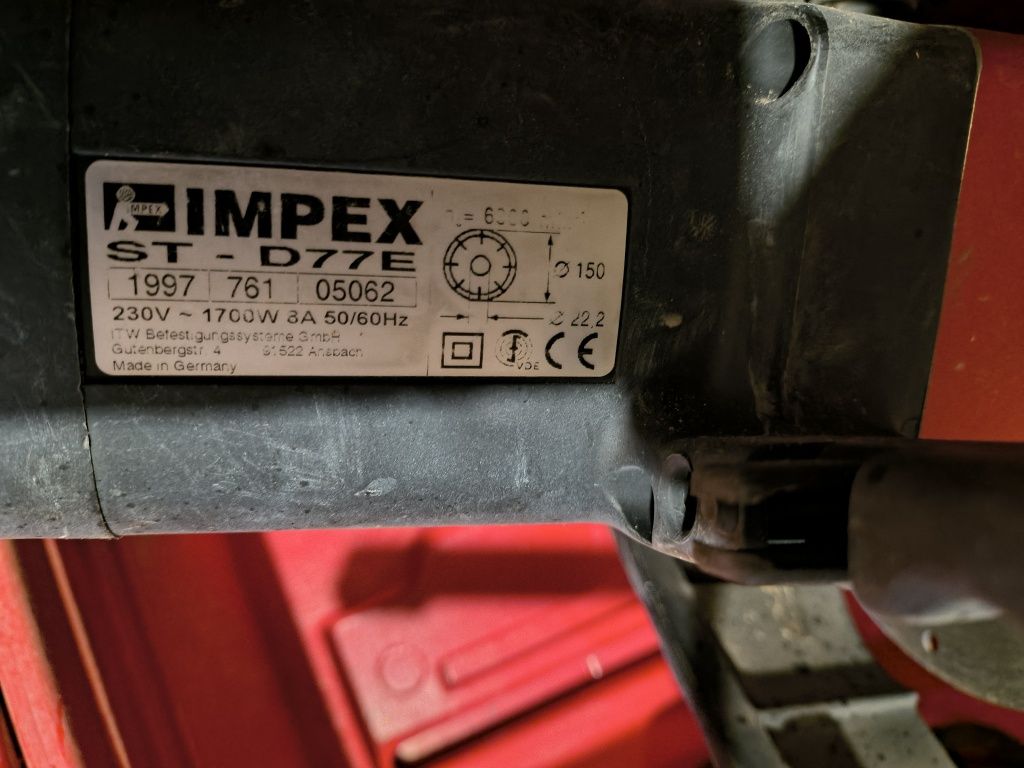 IMPEX
IMPEX
ST - D77E
1997 761 05062
230V ~ 1700W 8A 50/60Hz
ITW Befestigungssysteme GmbH
Gutenbergstr. 4 91522 Ansbach
Made in Germany
Ø 150
Ø 22,2
VDE
CE